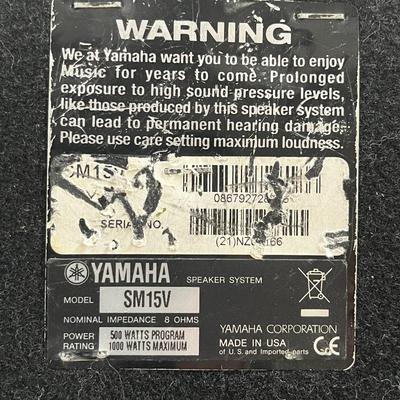 WARNING
We at Yamaha want you to be able to enjoy
Music for years to come. Prolonged
exposure to high sound pressure levels,
like those produced by this speaker system
can lead to permanent hearing damage.
Please use care setting maximum loudness.
SERIAL NO.
YAMAHA SPEAKER SYSTEM
MODEL SM15V
NOMINAL IMPEDANCE 8 OHMS
POWER RATING 500 WATTS PROGRAM
1000 WATTS MAXIMUM
YAMAHA CORPORATION
MADE IN USA
of U.S. and Imported parts
CE